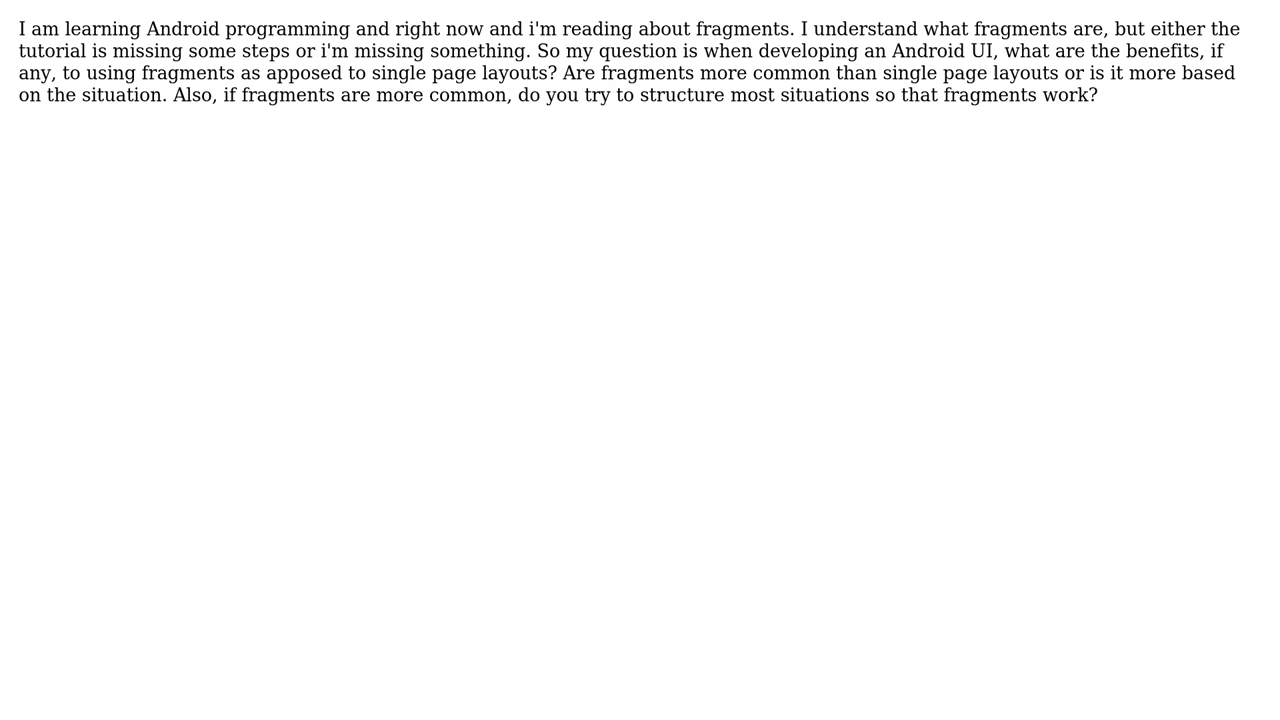 I am learning Android programming and right now and i'm reading about fragments. I understand what fragments are, but either the
tutorial is missing some steps or i'm missing something. So my question is when developing an Android UI, what are the benefits, if
any, to using fragments as apposed to single page layouts? Are fragments more common than single page layouts or is it more based
on the situation. Also, if fragments are more common, do you try to structure most situations so that fragments work?